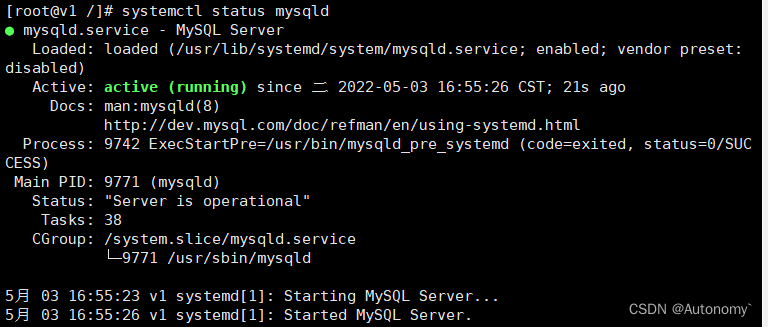 [root@v1 /]# systemctl status mysqld
● mysqld.service - MySQL Server
   Loaded: loaded (/usr/lib/systemd/system/mysqld.service; enabled; vendor preset:
disabled)
   Active: active (running) since 二 2022-05-03 16:55:26 CST; 21s ago
     Docs: man:mysqld(8)
           http://dev.mysql.com/doc/refman/en/using-systemd.html
  Process: 9742 ExecStartPre=/usr/bin/mysqld_pre_systemd (code=exited, status=0/SUC
CESS)
 Main PID: 9771 (mysqld)
   Status: "Server is operational"
    Tasks: 38
   CGroup: /system.slice/mysqld.service
           └─9771 /usr/sbin/mysqld

5月 03 16:55:23 v1 systemd[1]: Starting MySQL Server...
5月 03 16:55:26 v1 systemd[1]: Started MySQL Server.
CSDN @Autonomy`